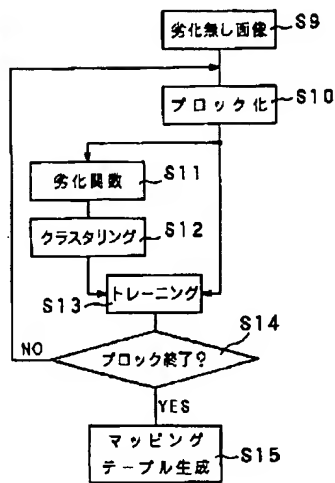 劣化無し画像
S9
ブロック化
S10
劣化関数
S11
クラスタリング
S12
トレーニング
S13
ブロック終了?
S14
NO
YES
マッピング
テーブル生成
S15